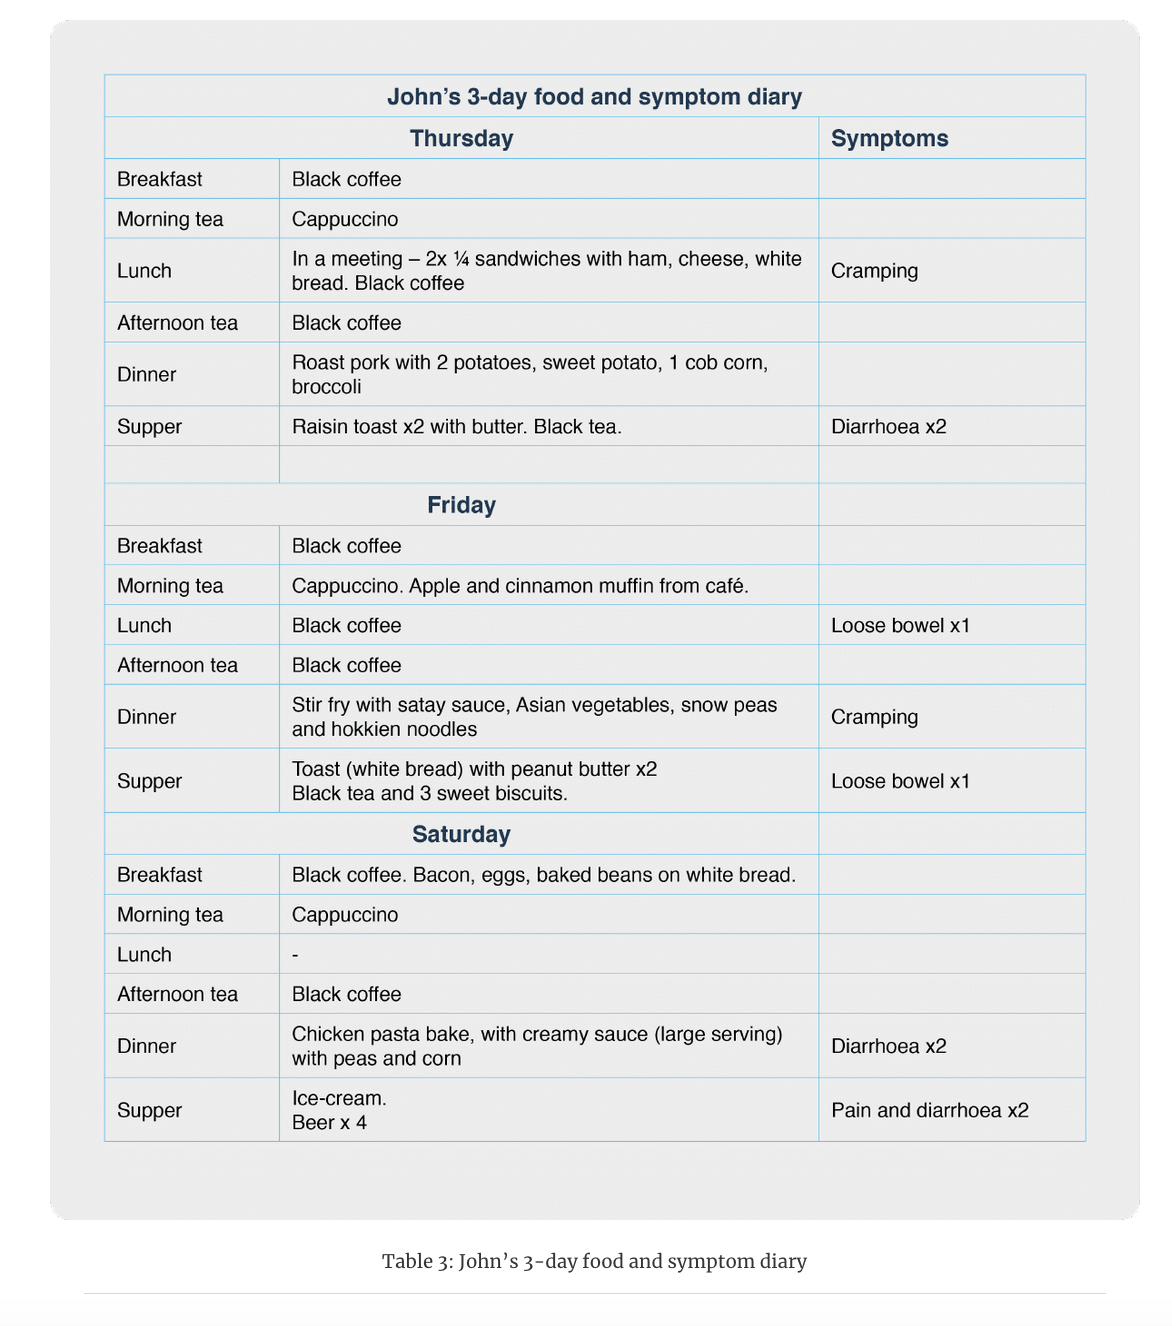 John's 3-day food and symptom diary
Thursday
Symptoms
Breakfast
Black coffee
Morning tea
Cappuccino
Lunch
In a meeting – 2x ¼ sandwiches with ham, cheese, white
bread. Black coffee
Cramping
Afternoon tea
Black coffee
Dinner
Roast pork with 2 potatoes, sweet potato, 1 cob corn,
broccoli
Supper
Raisin toast x2 with butter. Black tea.
Diarrhoea x2
Friday
Breakfast
Black coffee
Morning tea
Cappuccino. Apple and cinnamon muffin from café.
Lunch
Black coffee
Loose bowel x1
Afternoon tea
Black coffee
Dinner
Stir fry with satay sauce, Asian vegetables, snow peas
and hokkien noodles
Cramping
Supper
Toast (white bread) with peanut butter x2
Black tea and 3 sweet biscuits.
Loose bowel x1
Saturday
Breakfast
Black coffee. Bacon, eggs, baked beans on white bread.
Morning tea
Cappuccino
Lunch
-
Afternoon tea
Black coffee
Dinner
Chicken pasta bake, with creamy sauce (large serving)
with peas and corn
Diarrhoea x2
Supper
Ice-cream.
Beer x 4
Pain and diarrhoea x2
Table 3: John's 3-day food and symptom diary